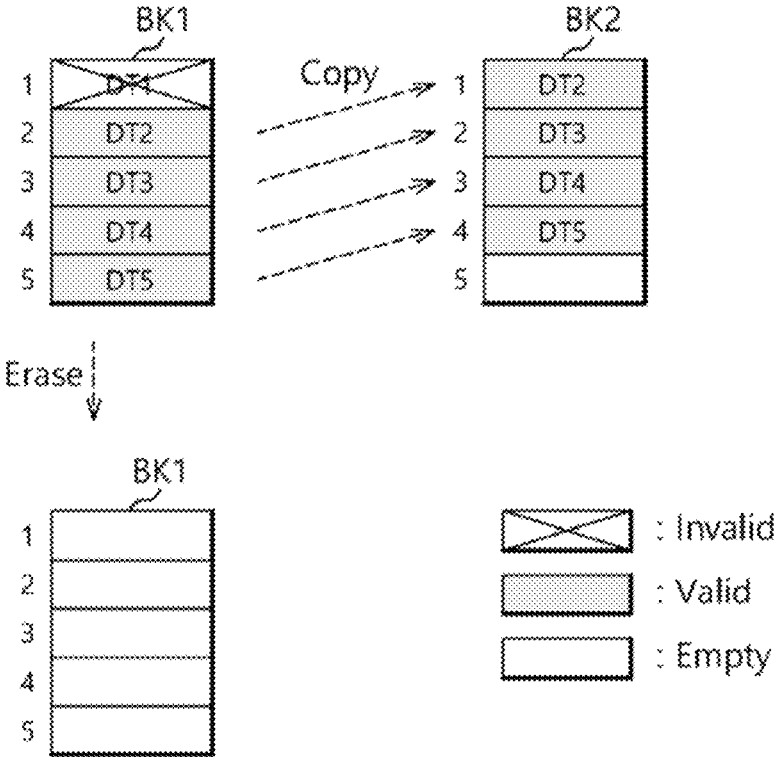 BK1 BK2
Copy
1 DT1 1 DT2
2 DT2 2 DT3
3 DT3 3 DT4
4 DT4 4 DT5
5 DT5 5
Erase
BK1
1
2
3
4
5
: Invalid
: Valid
: Empty